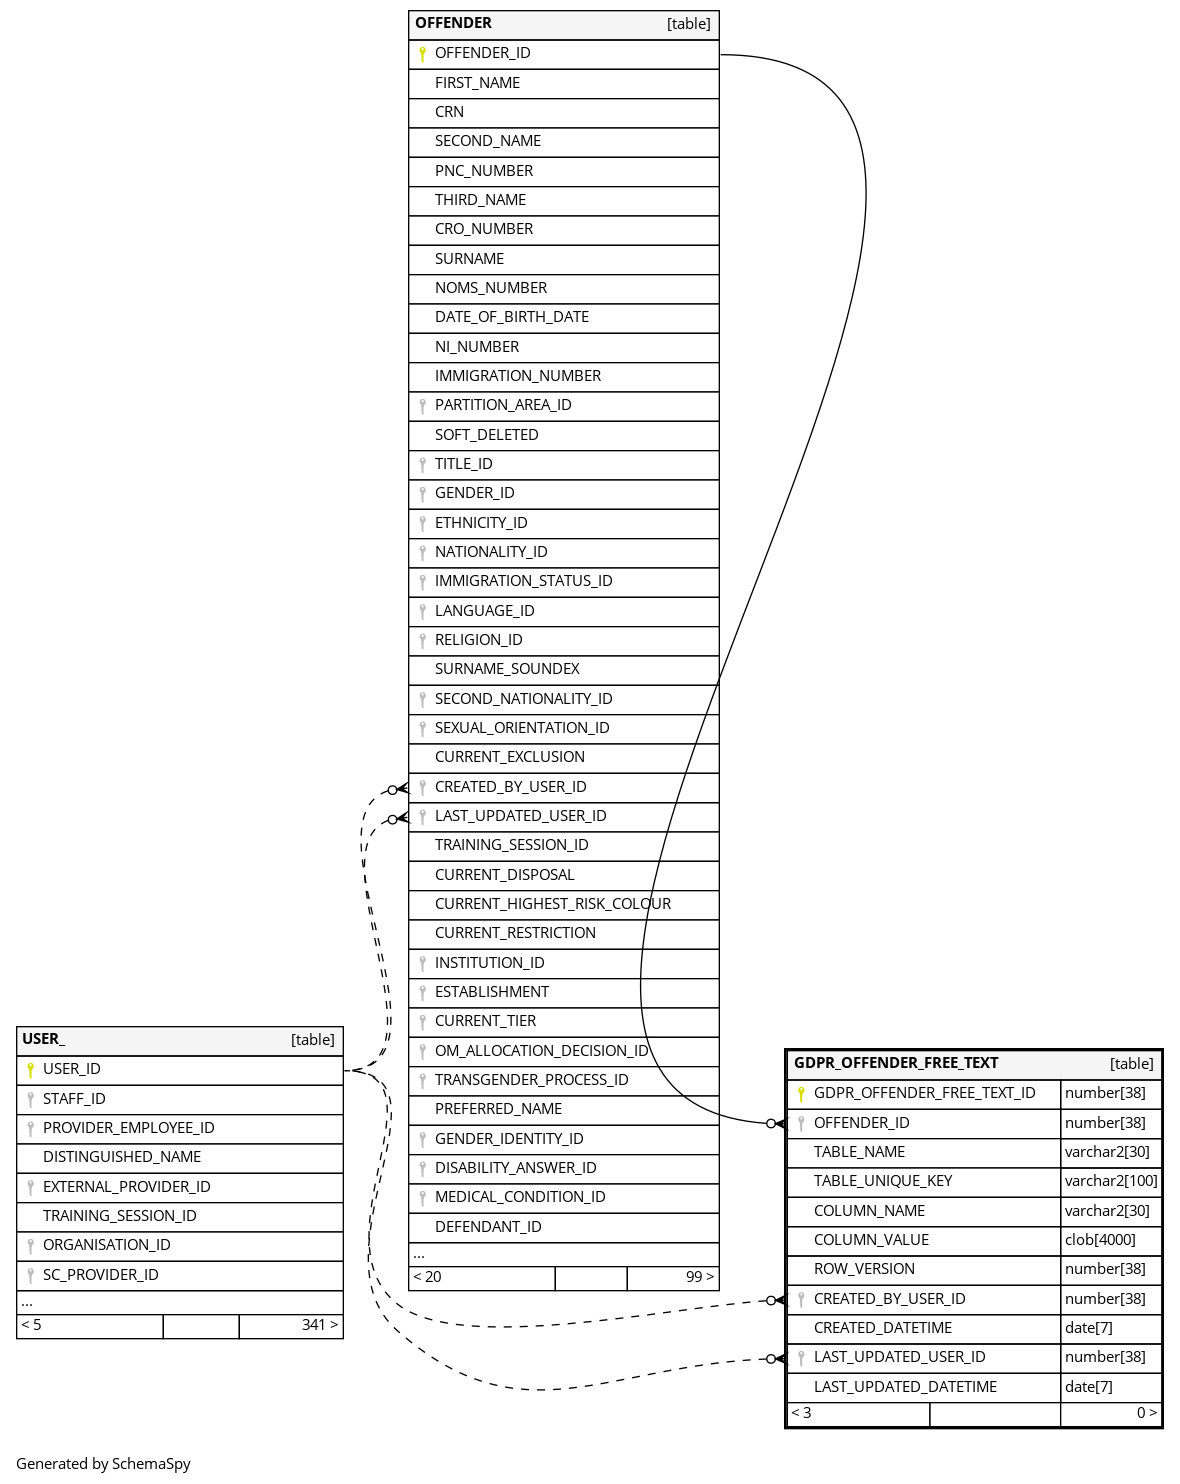 OFFENDER [table]
OFFENDER_ID
FIRST_NAME
CRN
SECOND_NAME
PNC_NUMBER
THIRD_NAME
CRO_NUMBER
SURNAME
NOMS_NUMBER
DATE_OF_BIRTH_DATE
NI_NUMBER
IMMIGRATION_NUMBER
PARTITION_AREA_ID
SOFT_DELETED
TITLE_ID
GENDER_ID
ETHNICITY_ID
NATIONALITY_ID
IMMIGRATION_STATUS_ID
LANGUAGE_ID
RELIGION_ID
SURNAME_SOUNDEX
SECOND_NATIONALITY_ID
SEXUAL_ORIENTATION_ID
CURRENT_EXCLUSION
CREATED_BY_USER_ID
LAST_UPDATED_USER_ID
TRAINING_SESSION_ID
CURRENT_DISPOSAL
CURRENT_HIGHEST_RISK_COLOUR
CURRENT_RESTRICTION
INSTITUTION_ID
ESTABLISHMENT
CURRENT_TIER
OM_ALLOCATION_DECISION_ID
TRANSGENDER_PROCESS_ID
PREFERRED_NAME
GENDER_IDENTITY_ID
DISABILITY_ANSWER_ID
MEDICAL_CONDITION_ID
DEFENDANT_ID
...
< 20 99 >
USER_ [table]
USER_ID
STAFF_ID
PROVIDER_EMPLOYEE_ID
DISTINGUISHED_NAME
EXTERNAL_PROVIDER_ID
TRAINING_SESSION_ID
ORGANISATION_ID
SC_PROVIDER_ID
...
< 5 341 >
GDPR_OFFENDER_FREE_TEXT [table]
GDPR_OFFENDER_FREE_TEXT_ID number[38]
OFFENDER_ID number[38]
TABLE_NAME varchar2[30]
TABLE_UNIQUE_KEY varchar2[100]
COLUMN_NAME varchar2[30]
COLUMN_VALUE clob[4000]
ROW_VERSION number[38]
CREATED_BY_USER_ID number[38]
CREATED_DATETIME date[7]
LAST_UPDATED_USER_ID number[38]
LAST_UPDATED_DATETIME date[7]
< 3 0 >
Generated by SchemaSpy